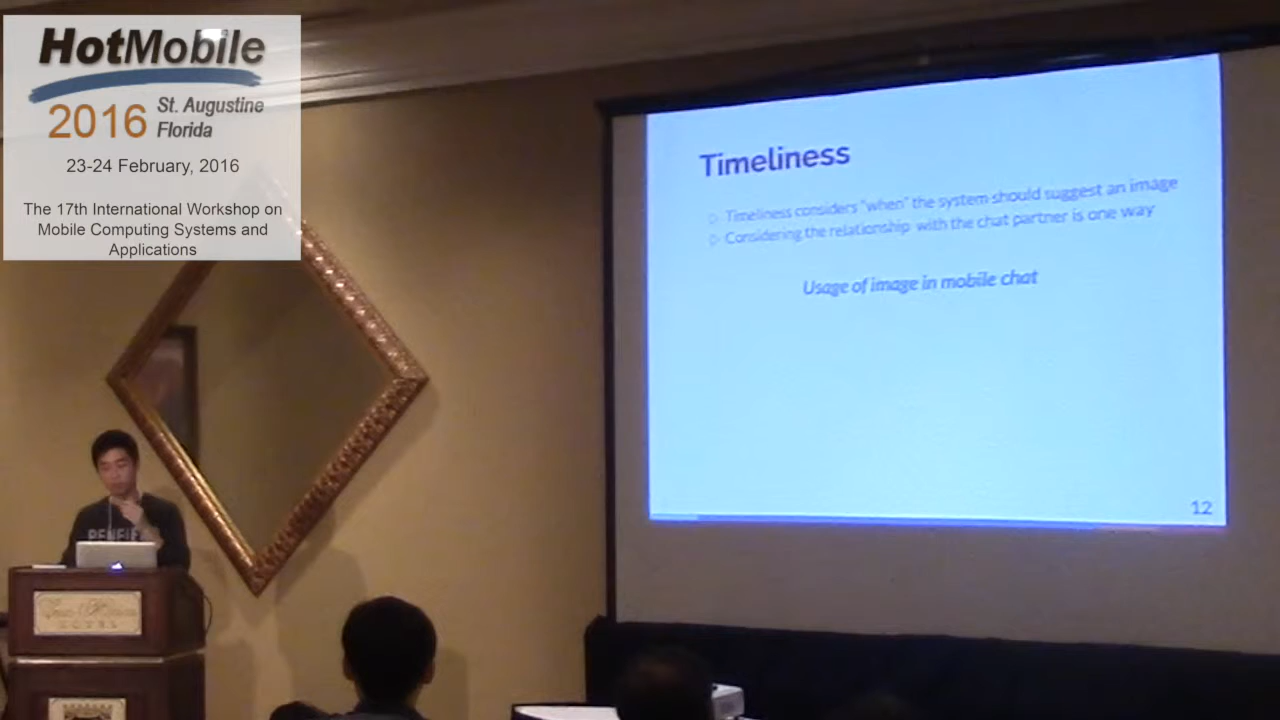 HotMobile
2016 St. Augustine
Florida
23-24 February, 2016
The 17th International Workshop on
Mobile Computing Systems and
Applications
Timeliness
Timeliness considers "when" the system should suggest an image
Considering the relationship with the chat partner is one way
Usage of image in mobile chat
12